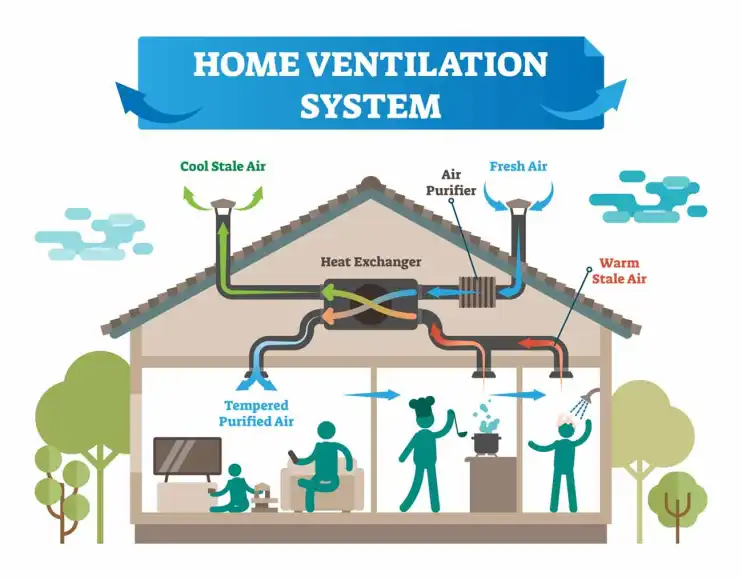 HOME VENTILATION
SYSTEM
Cool Stale Air
Air
Purifier
Fresh Air
Heat Exchanger
Warm
Stale Air
Tempered
Purified Air